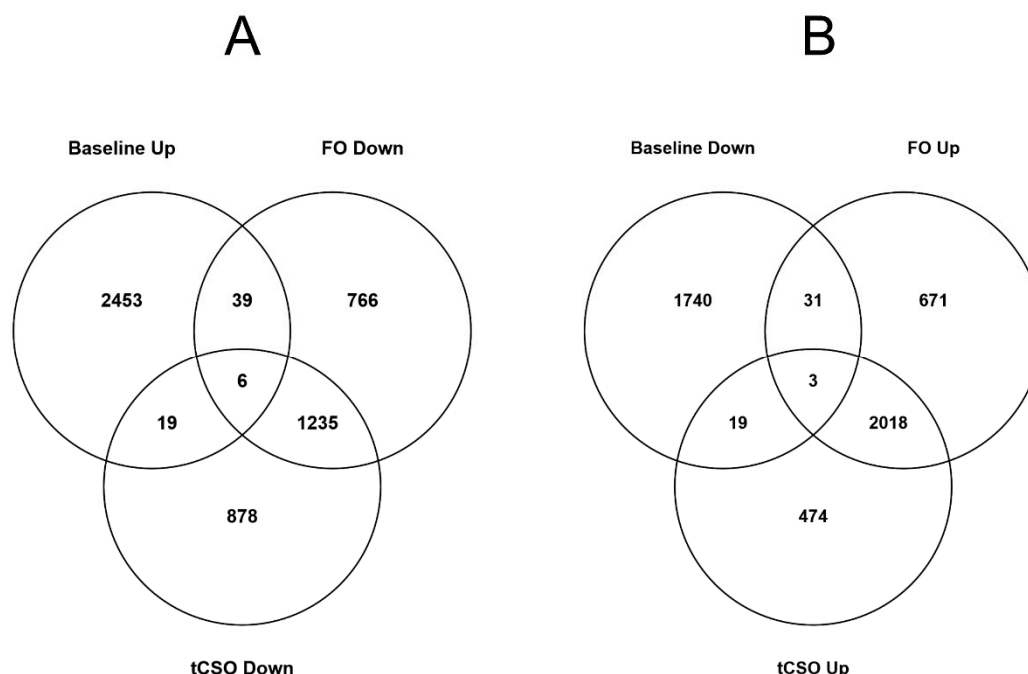 A
B
Baseline Up
FO Down
Baseline Down
FO Up
2453
39
766
1740
31
671
6
3
19
1235
19
2018
878
474
tCSO Down
tCSO Up